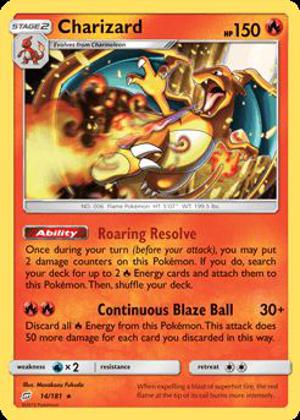 STAGE2 Charizard HP150
Evolves from Charmeleon
NO. 006 Flame Pokémon HT: 5'07" WT: 199.5 lbs.
Ability Roaring Resolve
Once during your turn (before your attack), you may put
2 damage counters on this Pokémon. If you do, search
your deck for up to 2 Energy cards and attach them to
this Pokémon. Then, shuffle your deck.
Continuous Blaze Ball 30+
Discard all Energy from this Pokémon. This attack does
50 more damage for each card you discarded in this way.
weakness ×2 resistance retreat
Illus. Masakazu Fukuda
When expelling a blast of superhot fire, the red
flame at the tip of its tail burns more intensely.
14/181 ★
©2019 Pokémon